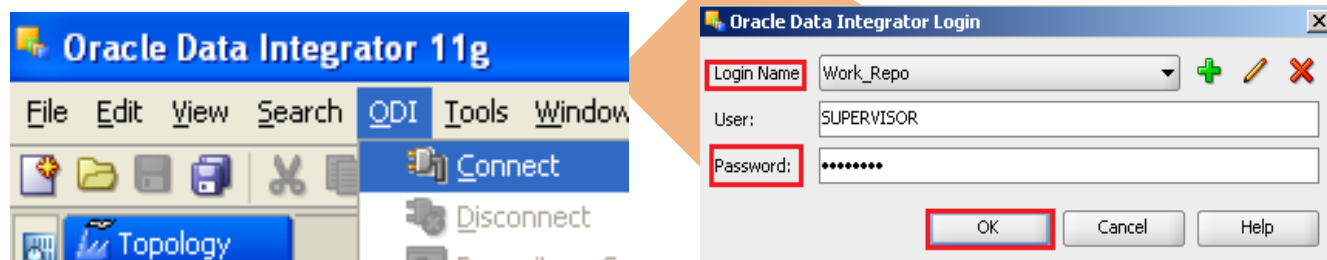 Oracle Data Integrator 11g
File Edit View Search ODI Tools Window
Connect
Disconnect
Topology
Oracle Data Integrator Login
Login Name Work_Repo
User: SUPERVISOR
Password: ••••••••
OK Cancel Help